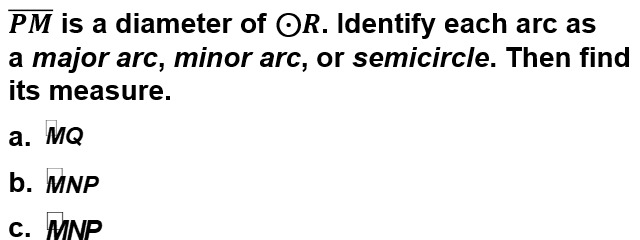 PM is a diameter of ⊙R. Identify each arc as
a major arc, minor arc, or semicircle. Then find
its measure.
a. MQ
b. MNP
c. MNP